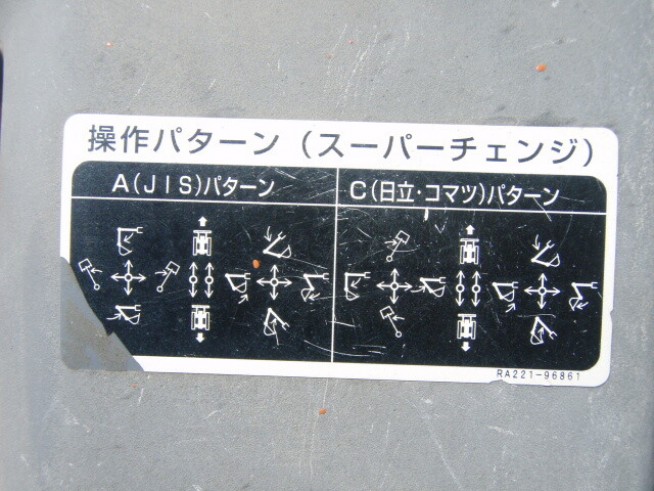 操作パターン（スーパーチェンジ）
A(JIS)パターン
C(日立・コマツ)パターン
RA221-96861